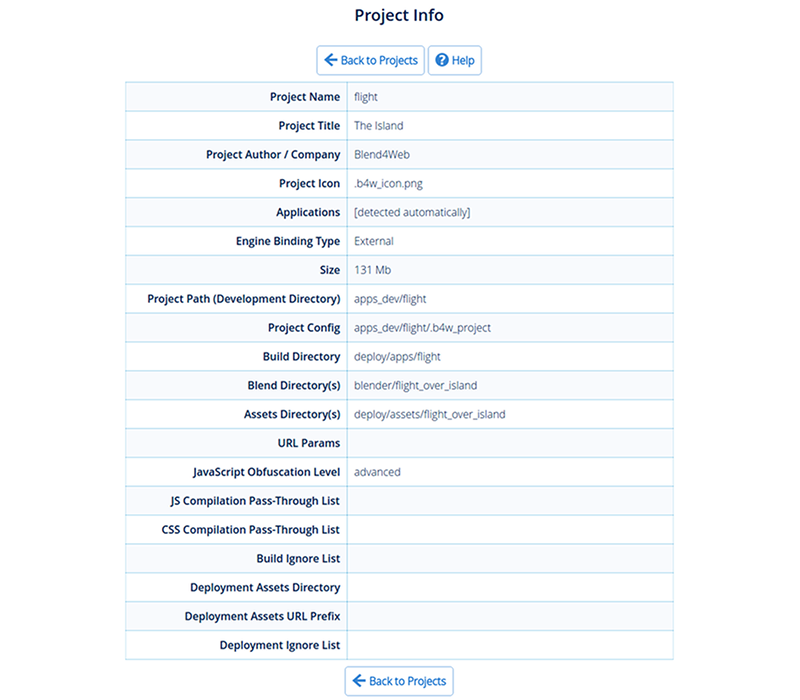 Project Info
Back to Projects Help
Project Name flight
Project Title The Island
Project Author / Company Blend4Web
Project Icon .b4w_icon.png
Applications [detected automatically]
Engine Binding Type External
Size 131 Mb
Project Path (Development Directory) apps_dev/flight
Project Config apps_dev/flight/.b4w_project
Build Directory deploy/apps/flight
Blend Directory(s) blender/flight_over_island
Assets Directory(s) deploy/assets/flight_over_island
URL Params
JavaScript Obfuscation Level advanced
JS Compilation Pass-Through List
CSS Compilation Pass-Through List
Build Ignore List
Deployment Assets Directory
Deployment Assets URL Prefix
Deployment Ignore List
Back to Projects